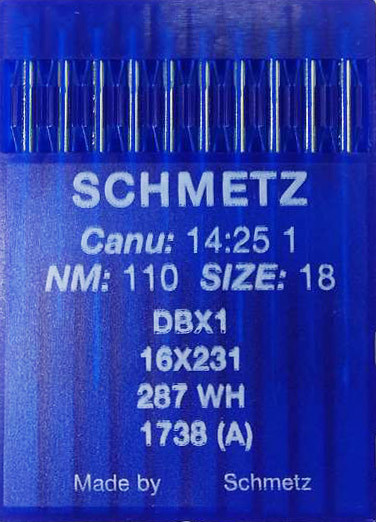 SCHMETZ
Canu: 14:25 1
NM: 110 SIZE: 18
DBX1
16X231
287 WH
1738 (A)
Made by Schmetz